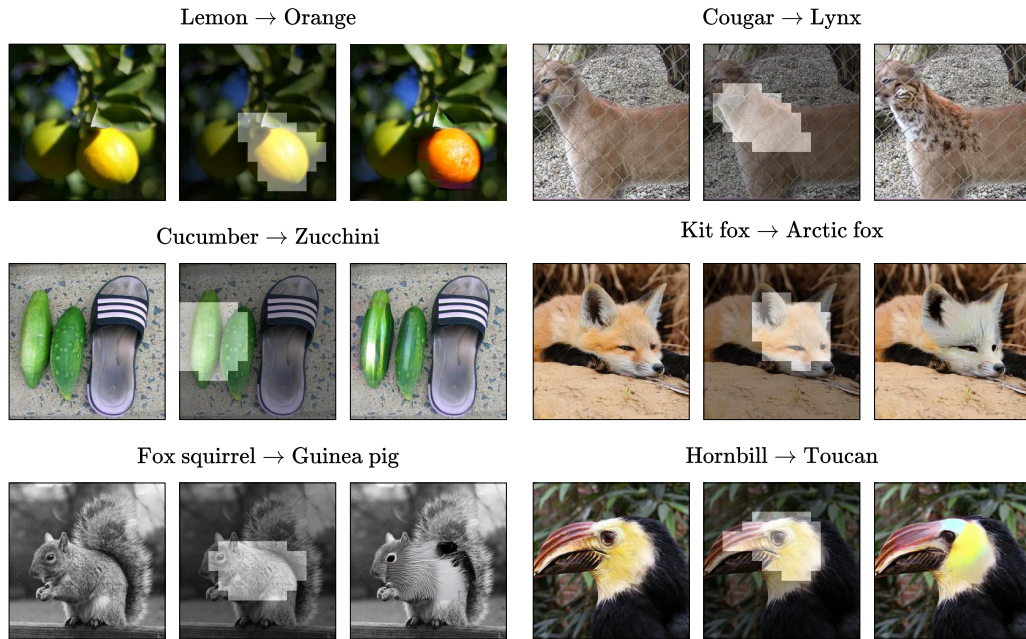 Lemon → Orange
Cougar → Lynx
Cucumber → Zucchini
Kit fox → Arctic fox
Fox squirrel → Guinea pig
Hornbill → Toucan